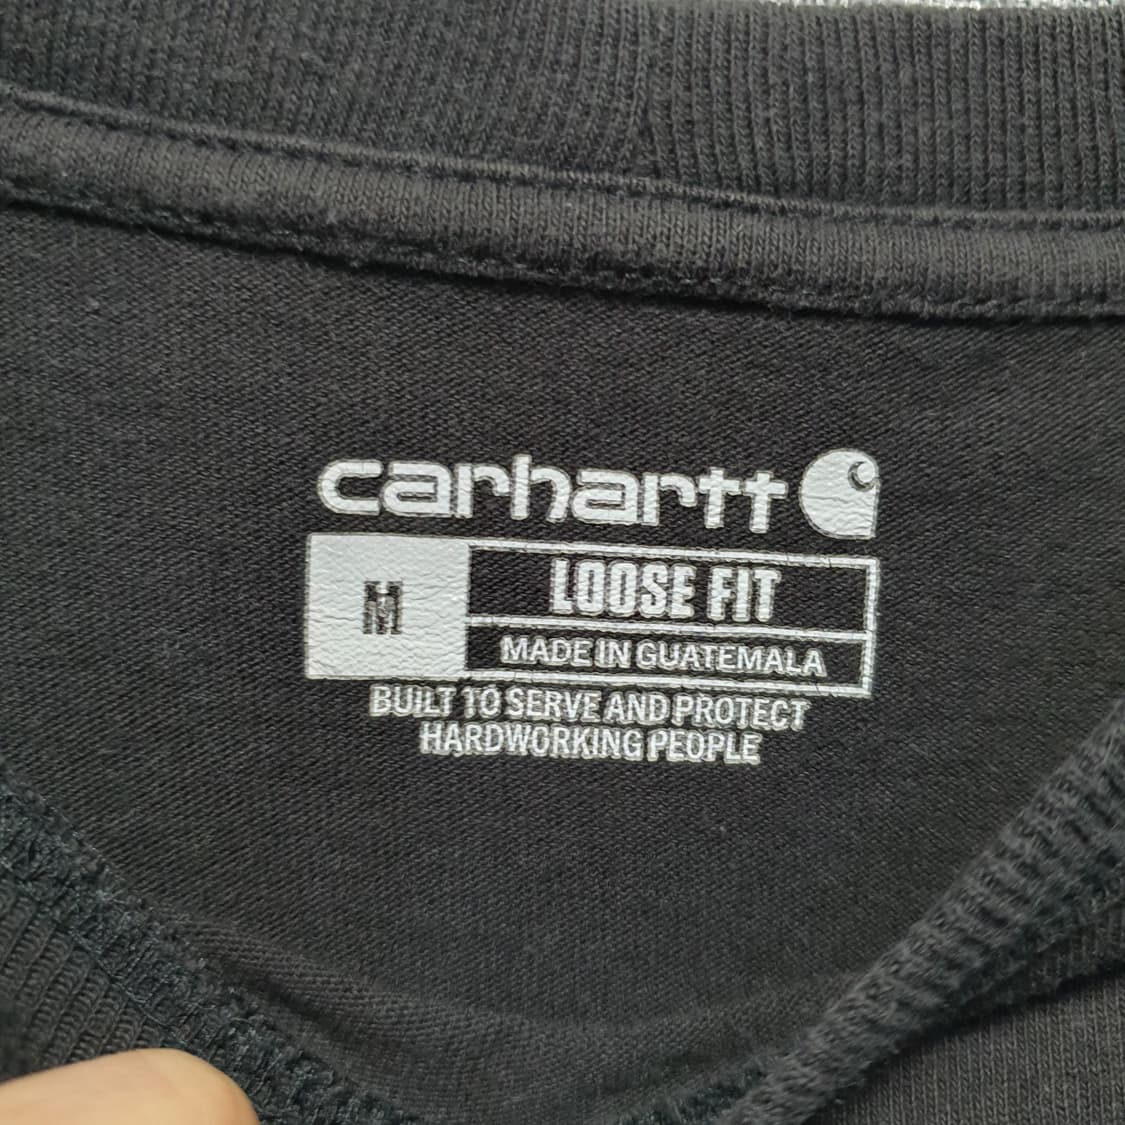 carhartt
M
LOOSE FIT
MADE IN GUATEMALA
BUILT TO SERVE AND PROTECT
HARDWORKING PEOPLE